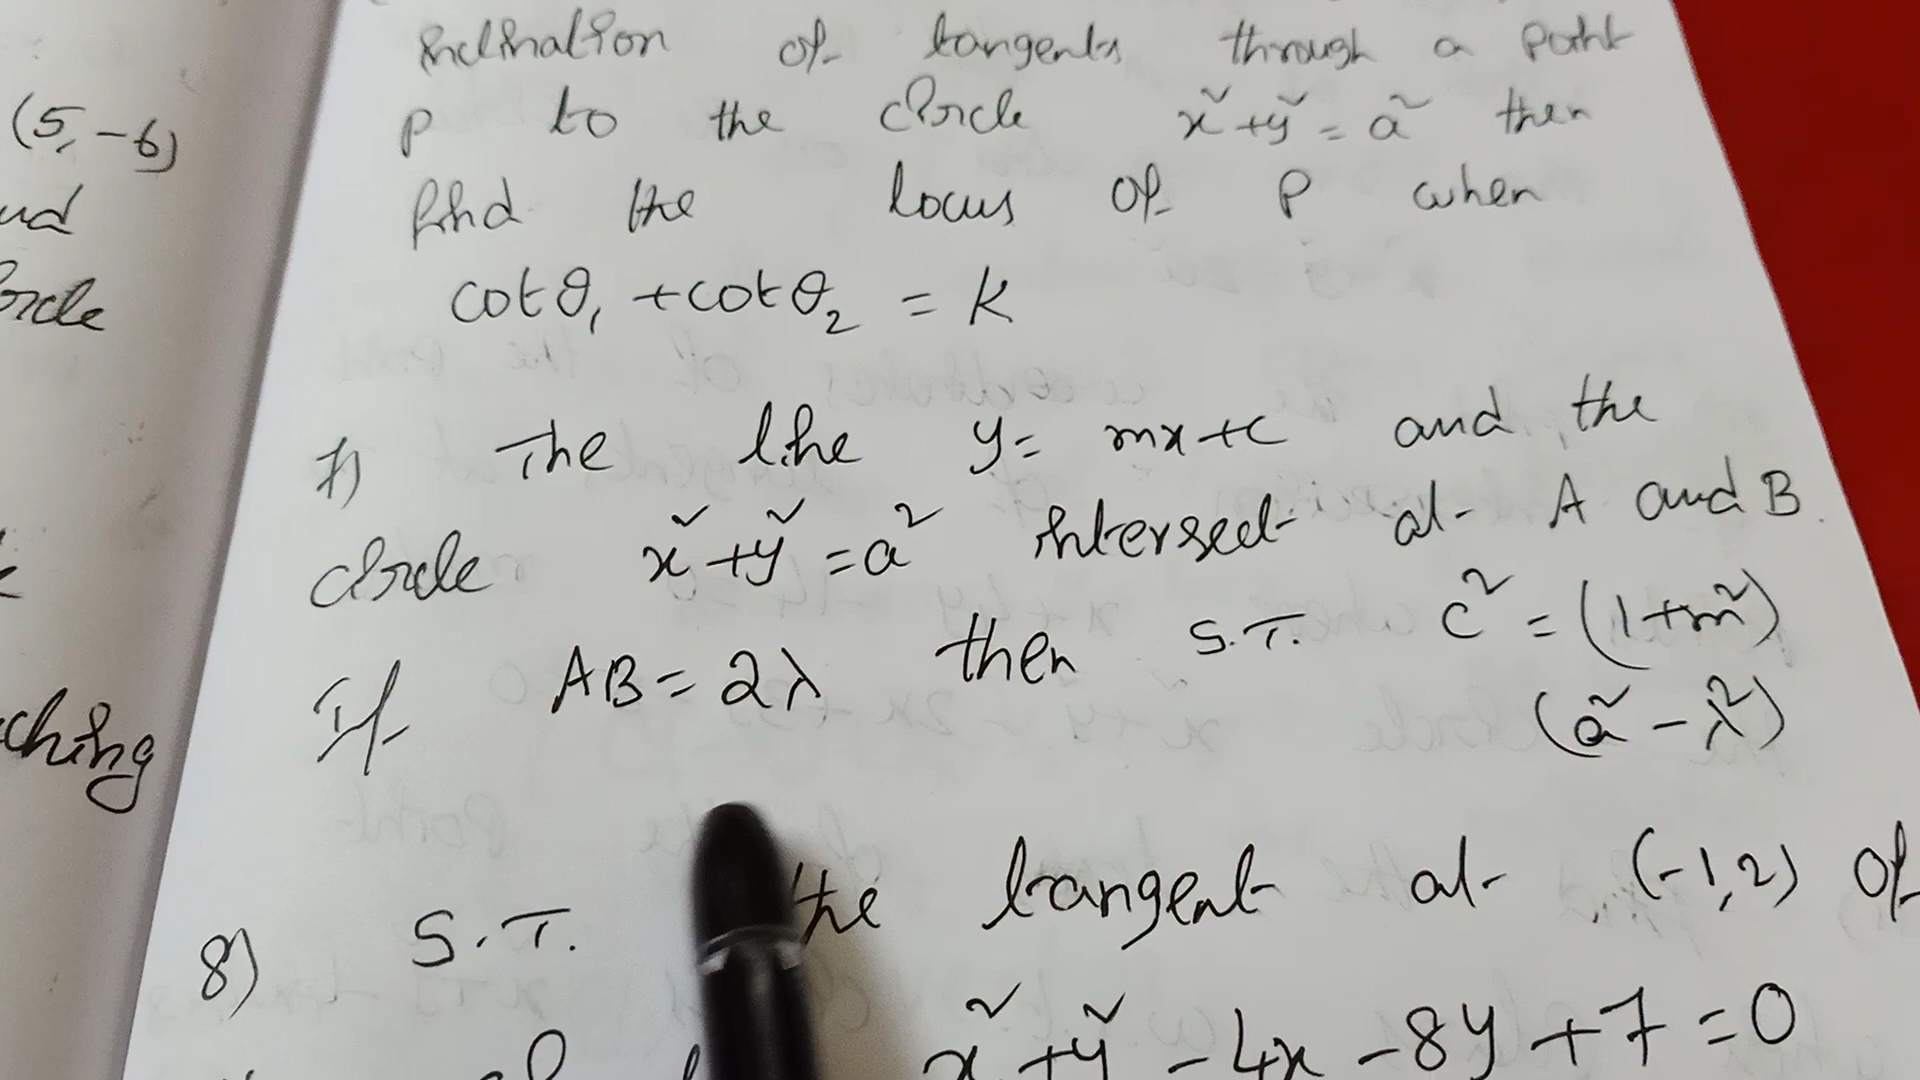 (5, -6)
ud
ching
inclination of tangents through a point
P to the circle x²+y² = a² then
find the locus of P when
cotθ₁ + cotθ₂ = k
7) The line y= mx+c and the
circle x²+y² = a² intersect at A and B.
If AB = 2λ then S.T. c² = (1+m²)
(a² - λ²)
8) S.T. the tangent at (-1,2) of
x²+y² -4x -8y +7 = 0